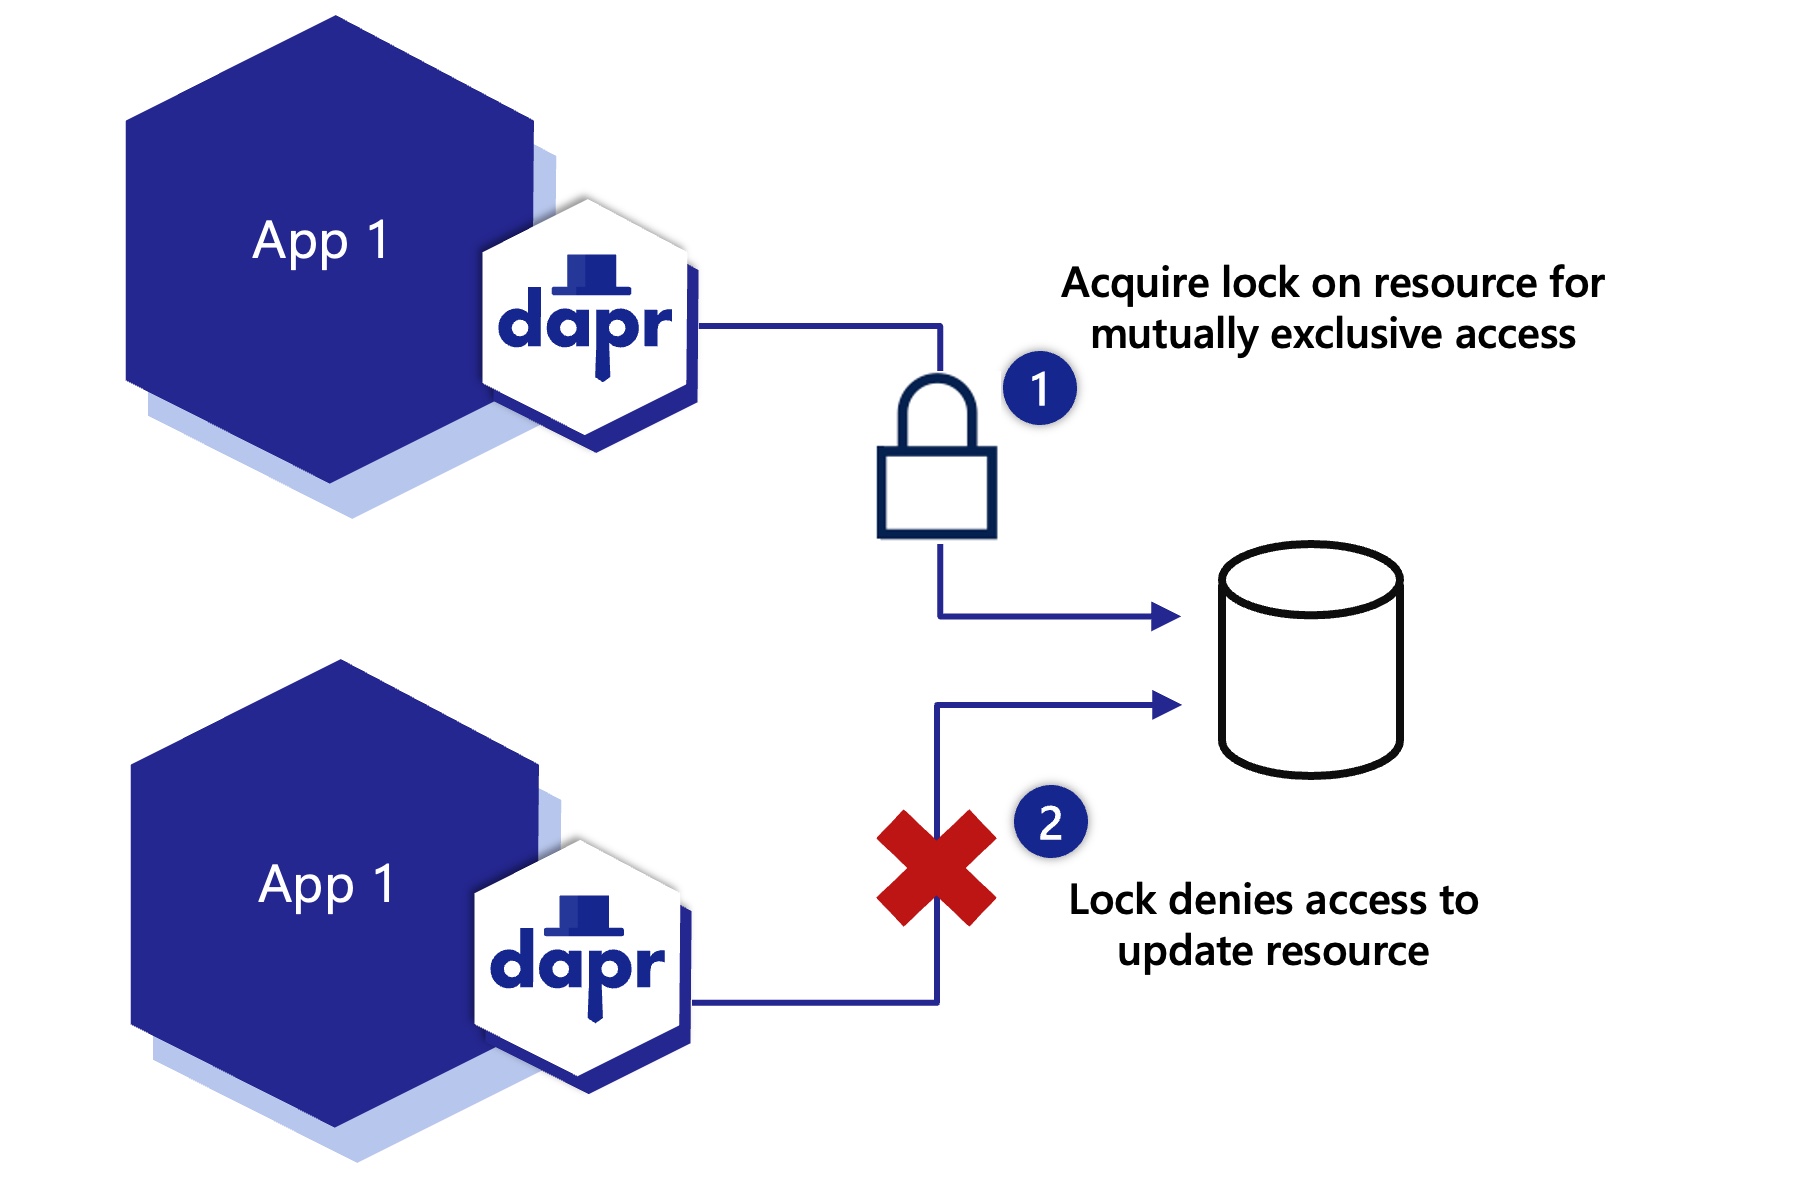 App 1
dapr
Acquire lock on resource for
mutually exclusive access
1
2
Lock denies access to
update resource
App 1
dapr